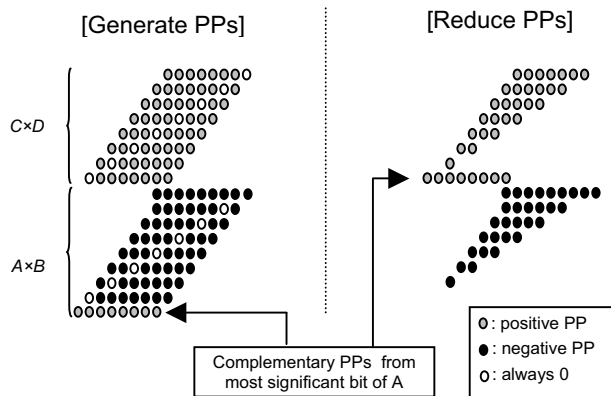 [Generate PPs]
[Reduce PPs]
C×D
A×B
Complementary PPs from
most significant bit of A
: positive PP
: negative PP
: always 0